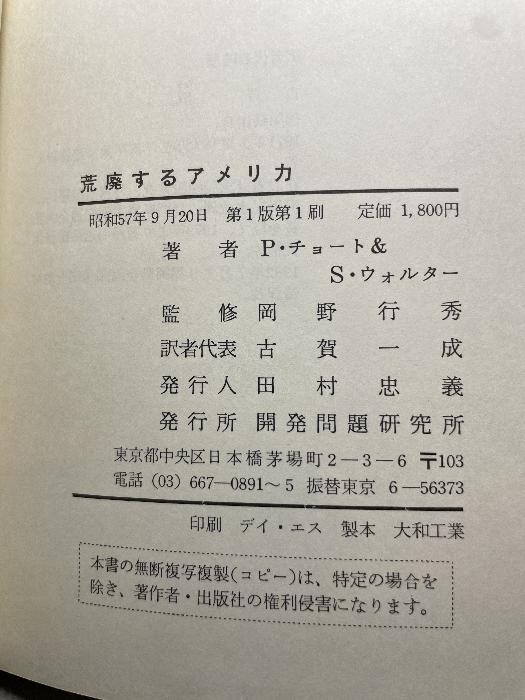 荒廃するアメリカ
昭和57年9月20日 第1版第1刷 定価 1,800円
著者 P・チョート&
S・ウォルター
監修 岡野行秀
訳者代表 古賀一成
発行人 田村忠義
発行所 開発問題研究所
東京都中央区日本橋茅場町2―3―6 〒103
電話 (03) 667―0891～5 振替東京 6―56373
印刷 デイ・エス 製本 大和工業
本書の無断複写複製(コピー)は、特定の場合を
除き、著作者・出版社の権利侵害になります。